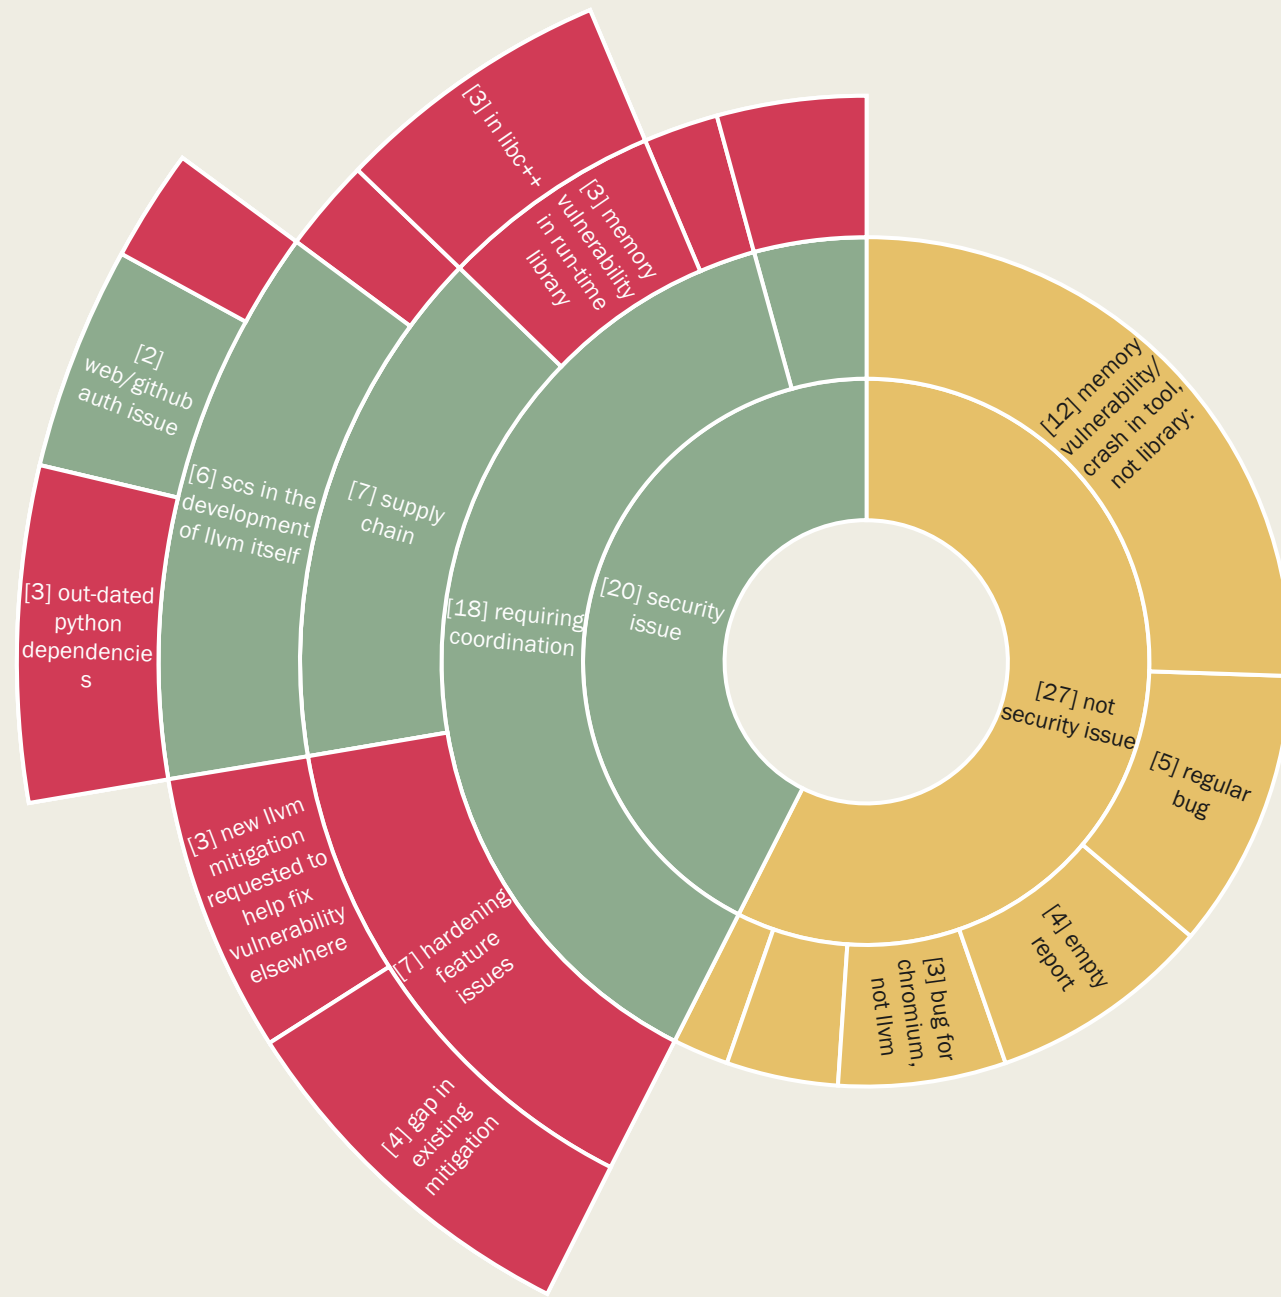 [3] in libc++
[3] memory
vulnerability
in run-time
library
[12] memory
vulnerability/
crash in tool,
not library:
[2]
web/github
auth issue
[6] scs in the
development
of llvm itself
[7] supply
chain
[3] out-dated
python
dependencie
s
[18] requiring
coordination
[20] security
issue
[27] not
security issue
[5] regular
bug
[3] new llvm
mitigation
requested to
help fix
vulnerability
elsewhere
[7] hardening
feature
issues
[4] empty
report
[3] bug for
chromium,
not llvm
[4] gap in
existing
mitigation